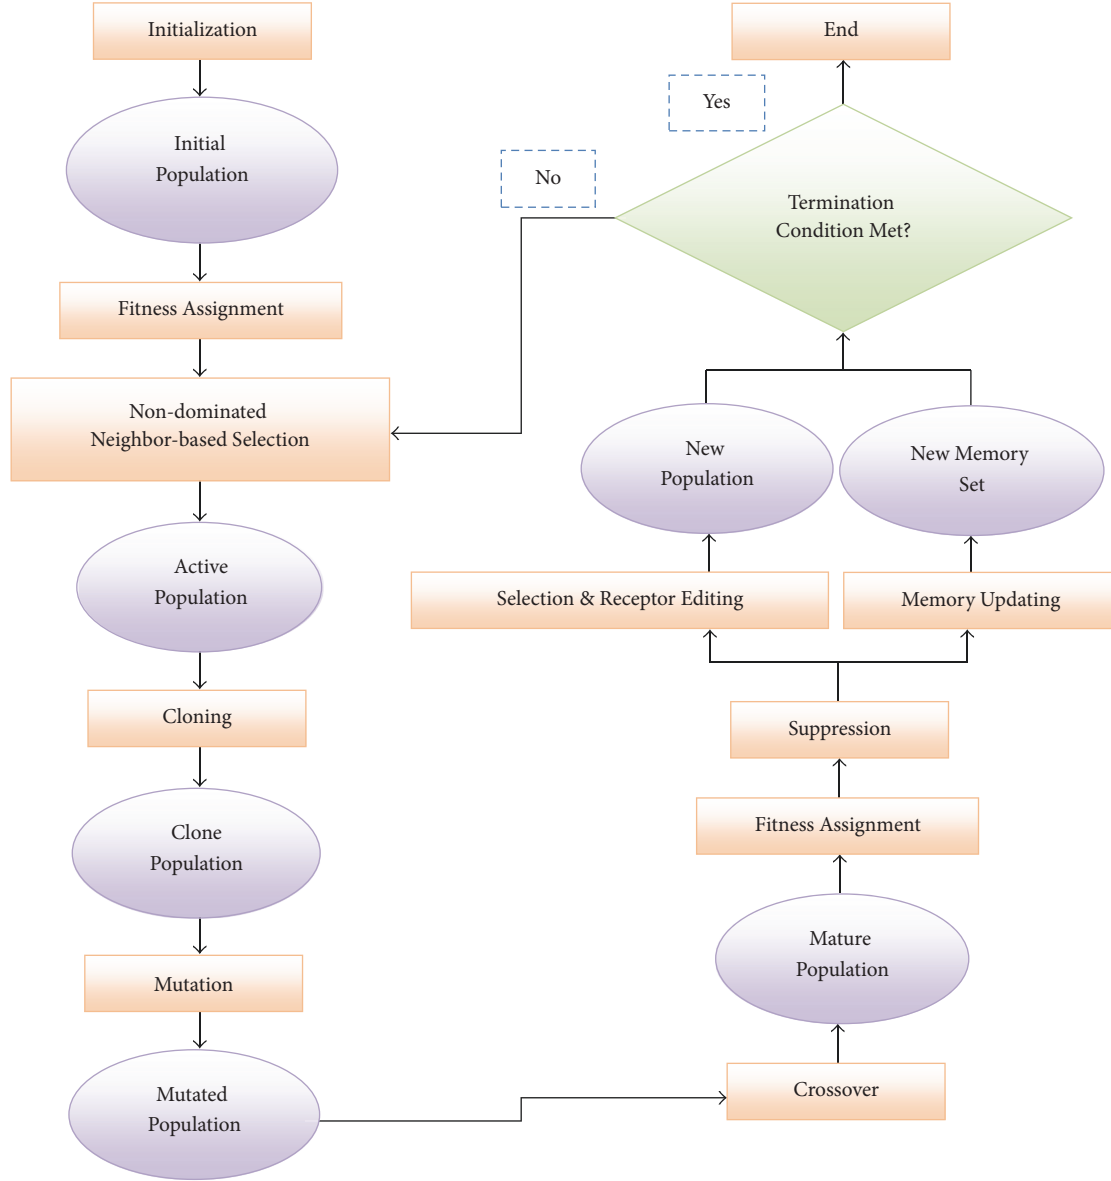 Initialization
Initial
Population
Fitness Assignment
Non-dominated
Neighbor-based Selection
Active
Population
Cloning
Clone
Population
Mutation
Mutated
Population
End
Yes
No
Termination
Condition Met?
New
Population
New Memory
Set
Selection & Receptor Editing
Memory Updating
Suppression
Fitness Assignment
Mature
Population
Crossover